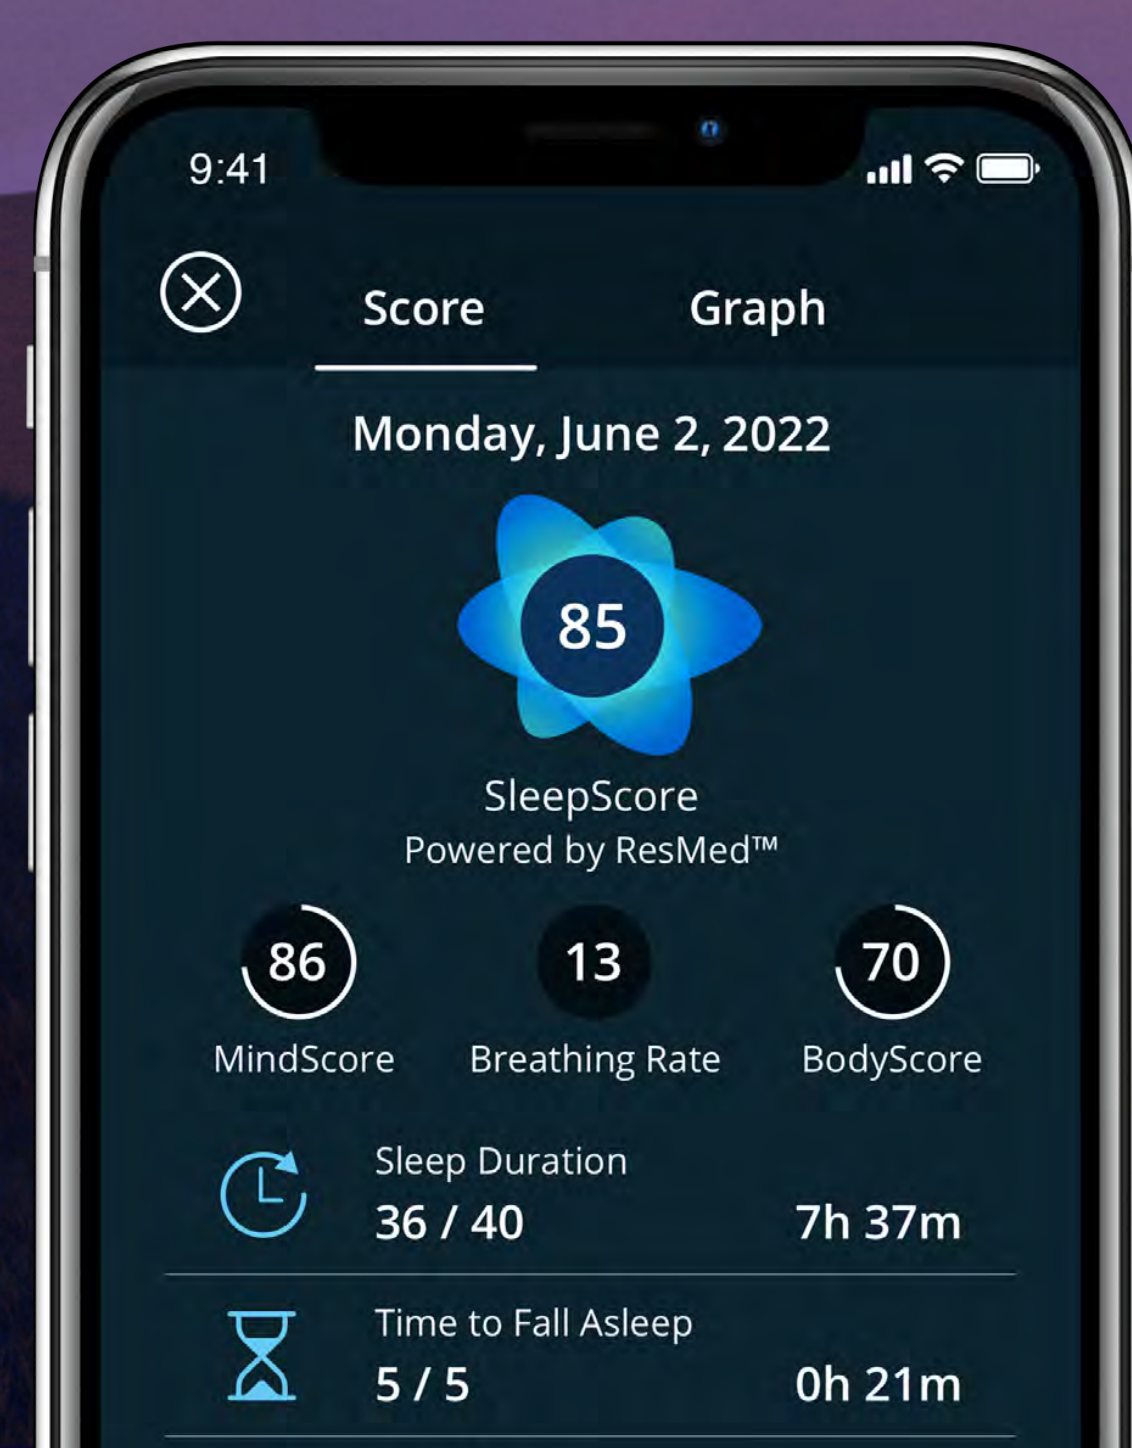 9:41
Score
Graph
Monday, June 2, 2022
85
SleepScore
Powered by ResMed™
86
13
70
MindScore
Breathing Rate
BodyScore
Sleep Duration
36 / 40
7h 37m
Time to Fall Asleep
5 / 5
0h 21m